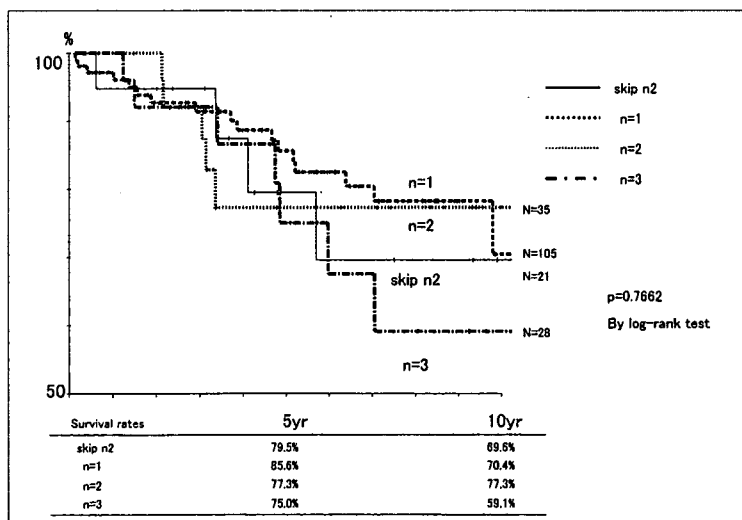 %
100
50
skip n2
n=1
n=2
n=3
n=1
n=2
skip n2
n=3
N=35
N=105
N=21
N=28
p=0.7662
By log-rank test
Survival rates 5yr 10yr
skip n2 79.5% 69.6%
n=1 85.6% 70.4%
n=2 77.3% 77.3%
n=3 75.0% 59.1%